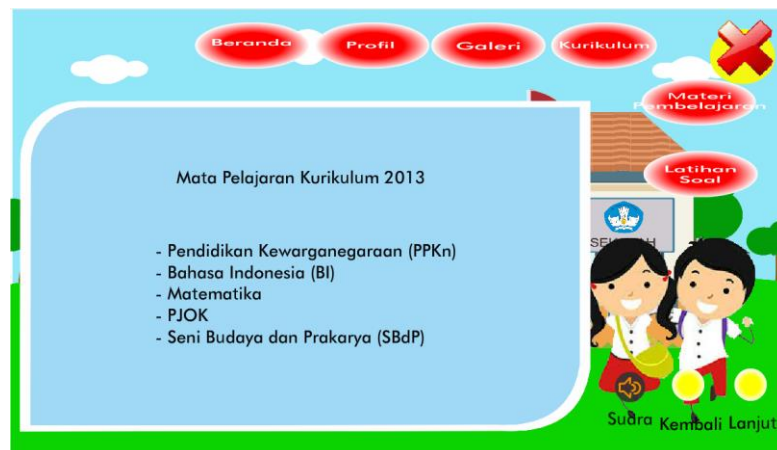 Beranda
Profil
Galeri
Kurikulum
Materi
Pembelajaran
Latihan
Soal
Mata Pelajaran Kurikulum 2013
- Pendidikan Kewarganegaraan (PPKn)
- Bahasa Indonesia (BI)
- Matematika
- PJOK
- Seni Budaya dan Prakarya (SBdP)
Suara
Kembali
Lanjut